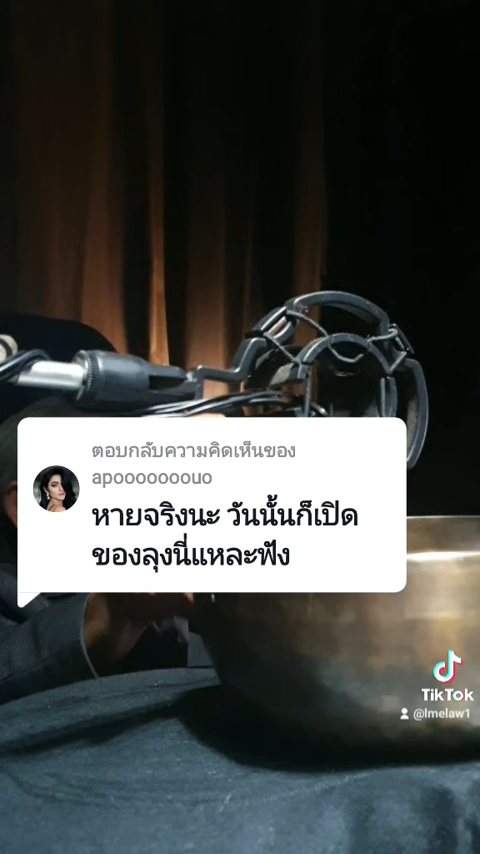 ตอบกลับความคิดเห็นของ
apoooooooouo
หายจริงนะ วันนั้นก็เปิด
ของลุงนี่แหละฟัง
TikTok
@lmelaw1